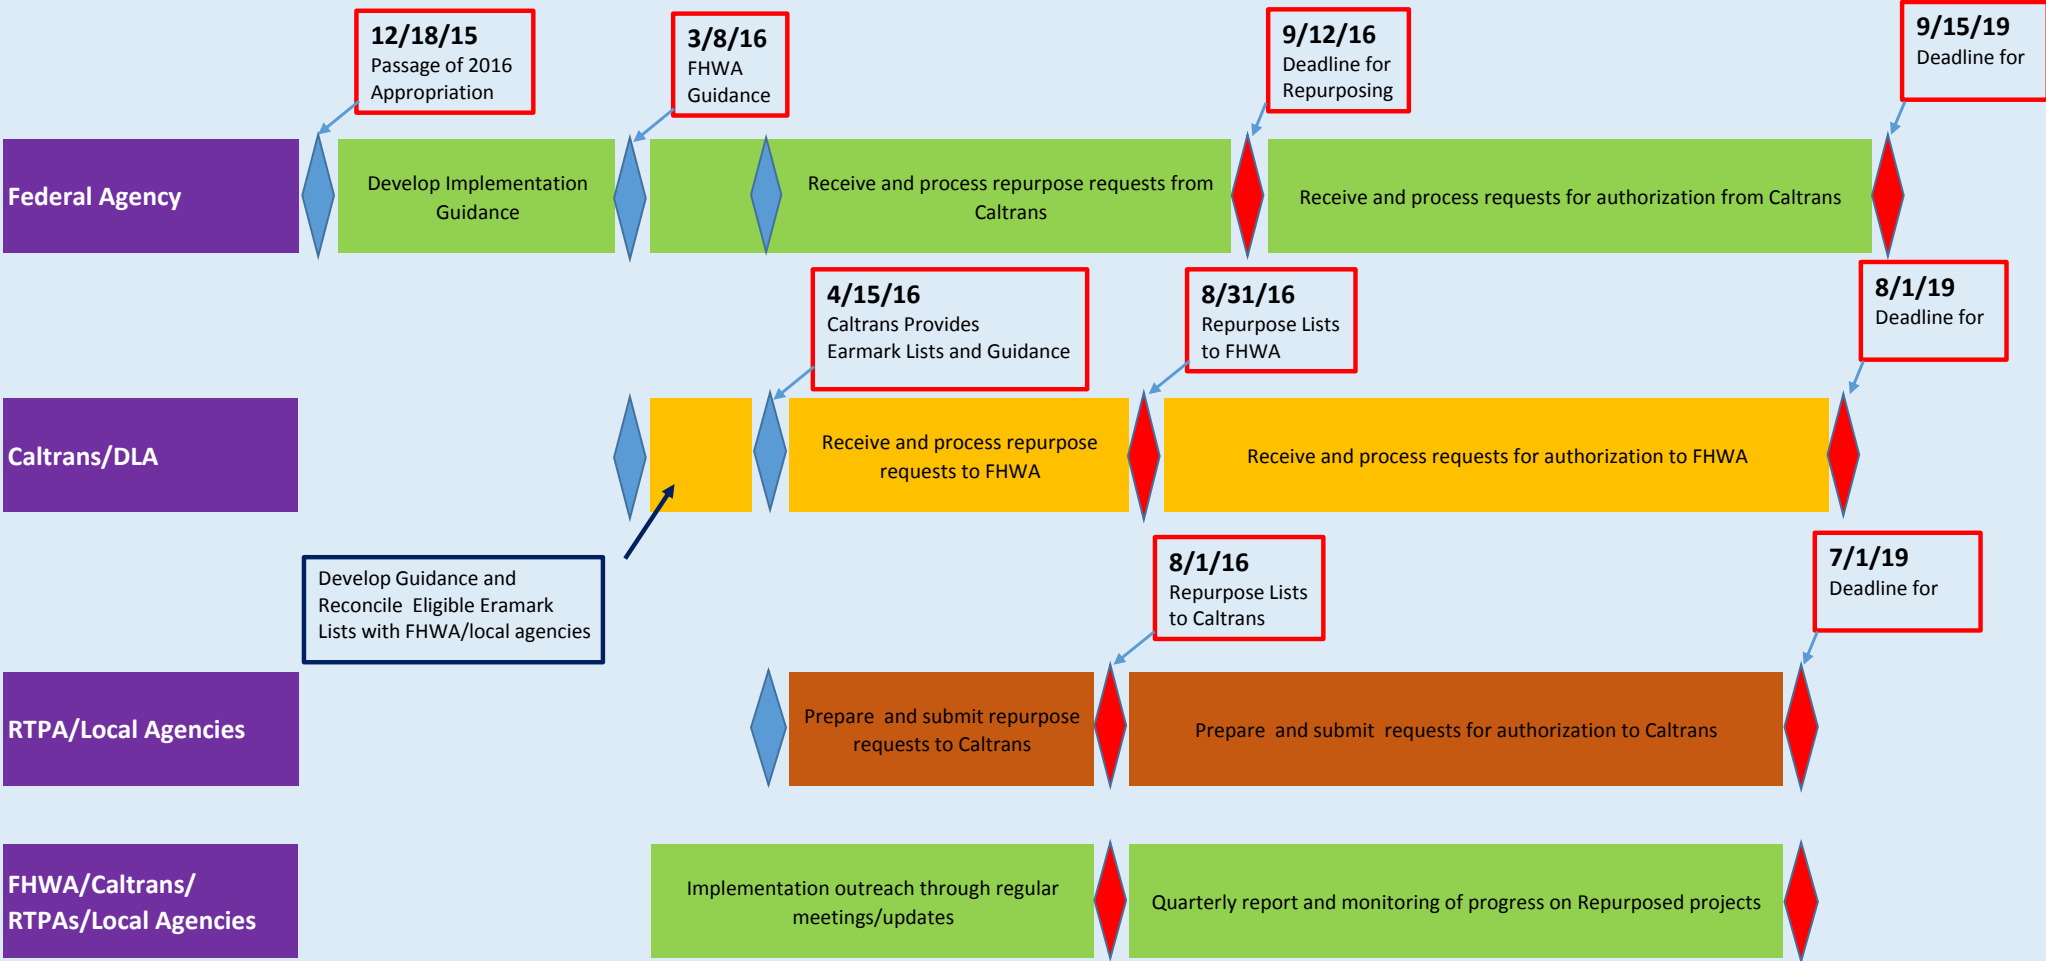 12/18/15
Passage of 2016
Appropriation
3/8/16
FHWA
Guidance
9/12/16
Deadline for
Repurposing
9/15/19
Deadline for
Federal Agency
Develop Implementation
Guidance
Receive and process repurpose requests from
Caltrans
Receive and process requests for authorization from Caltrans
4/15/16
Caltrans Provides
Earmark Lists and Guidance
8/31/16
Repurpose Lists
to FHWA
8/1/19
Deadline for
Caltrans/DLA
Receive and process repurpose
requests to FHWA
Receive and process requests for authorization to FHWA
Develop Guidance and
Reconcile  Eligible Eramark
Lists with FHWA/local agencies
8/1/16
Repurpose Lists
to Caltrans
7/1/19
Deadline for
RTPA/Local Agencies
Prepare  and submit repurpose
requests to Caltrans
Prepare  and submit  requests for authorization to Caltrans
FHWA/Caltrans/
RTPAs/Local Agencies
Implementation outreach through regular
meetings/updates
Quarterly report and monitoring of progress on Repurposed projects